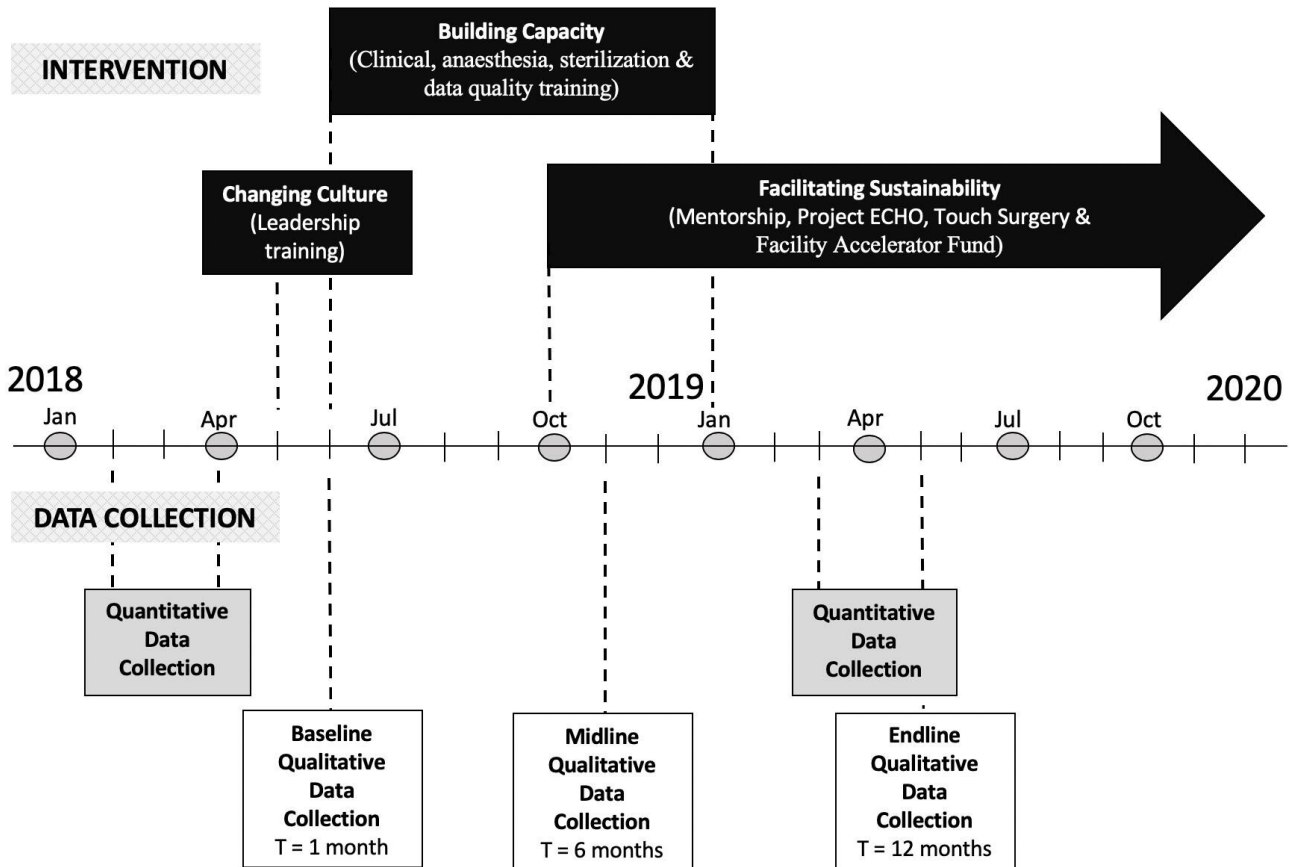 Building Capacity
(Clinical, anaesthesia, sterilization &
data quality training)
INTERVENTION
Changing Culture
(Leadership
training)
Facilitating Sustainability
(Mentorship, Project ECHO, Touch Surgery &
Facility Accelerator Fund)
2018
2019
2020
Jan
Apr
Jul
Oct
Jan
Apr
Jul
Oct
DATA COLLECTION
Quantitative
Data
Collection
Quantitative
Data
Collection
Baseline
Qualitative
Data
Collection
T = 1 month
Midline
Qualitative
Data
Collection
T = 6 months
Endline
Qualitative
Data
Collection
T = 12 months